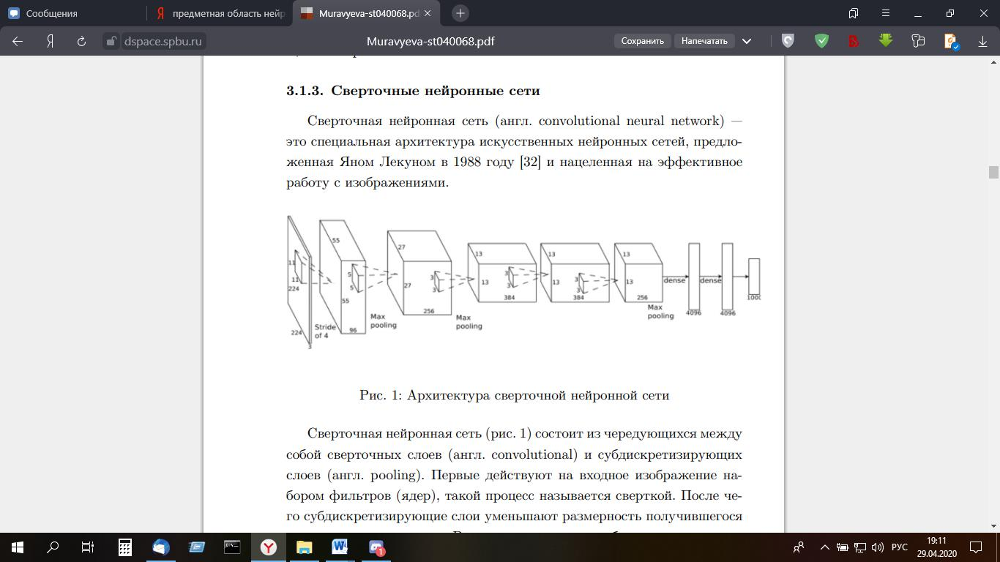 Сообщения
предметная область нейр
Muravyeva-st040068.pd
dspace.spbu.ru
Muravyeva-st040068.pdf
Сохранить
Напечатать
3.1.3. Сверточные нейронные сети
Сверточная нейронная сеть (англ. convolutional neural network) —
это специальная архитектура искусственных нейронных сетей, предло-
женная Яном Лекуном в 1988 году [32] и нацеленная на эффективное
работу с изображениями.
11
11
224
224
3
Stride
of 4
55
5
5
55
96
Max
pooling
27
27
3
3
256
Max
pooling
13
13
3
3
384
13
13
3
3
384
13
13
256
Max
pooling
dense
4096
dense
4096
1000
Рис. 1: Архитектура сверточной нейронной сети
Сверточная нейронная сеть (рис. 1) состоит из чередующихся между
собой сверточных слоев (англ. convolutional) и субдискретизирующих
слоев (англ. pooling). Первые действуют на входное изображение на-
бором фильтров (ядер), такой процесс называется сверткой. После че-
го субдискретизирующие слои уменьшают размерность получившегося
РУС
19:11
29.04.2020